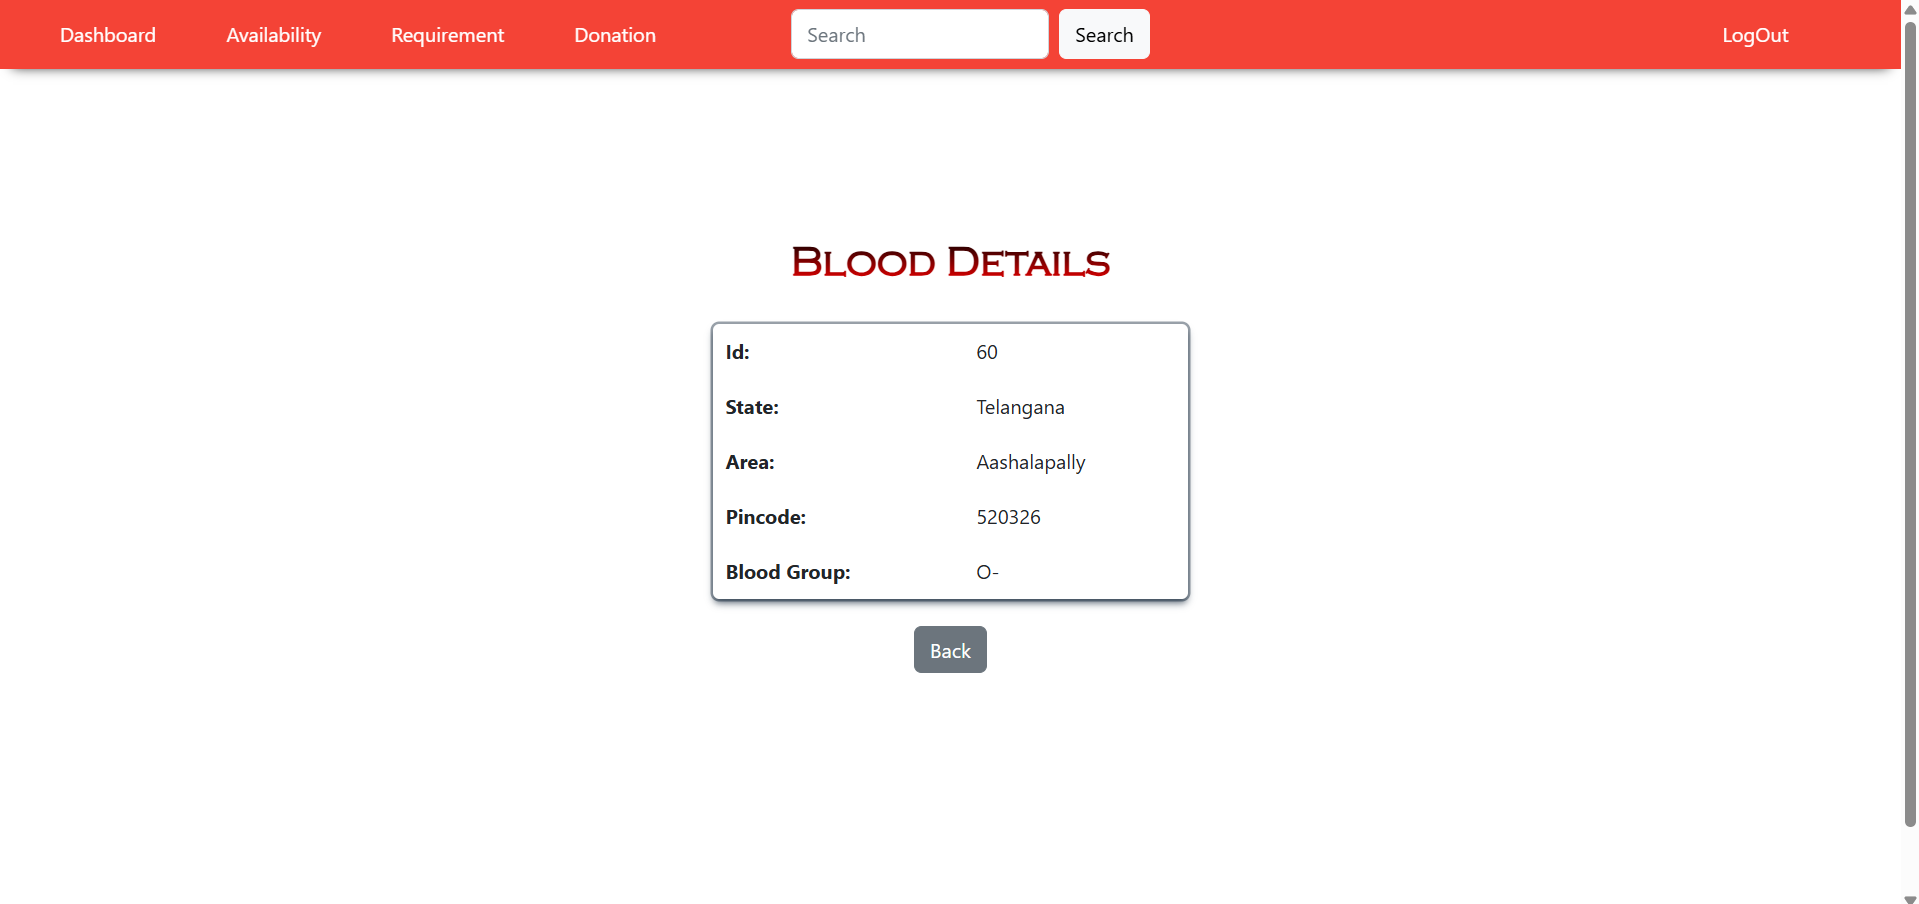 Dashboard Availability Requirement Donation Search Search LogOut
Blood Details
Id: 60
State: Telangana
Area: Aashalapally
Pincode: 520326
Blood Group: O-
Back